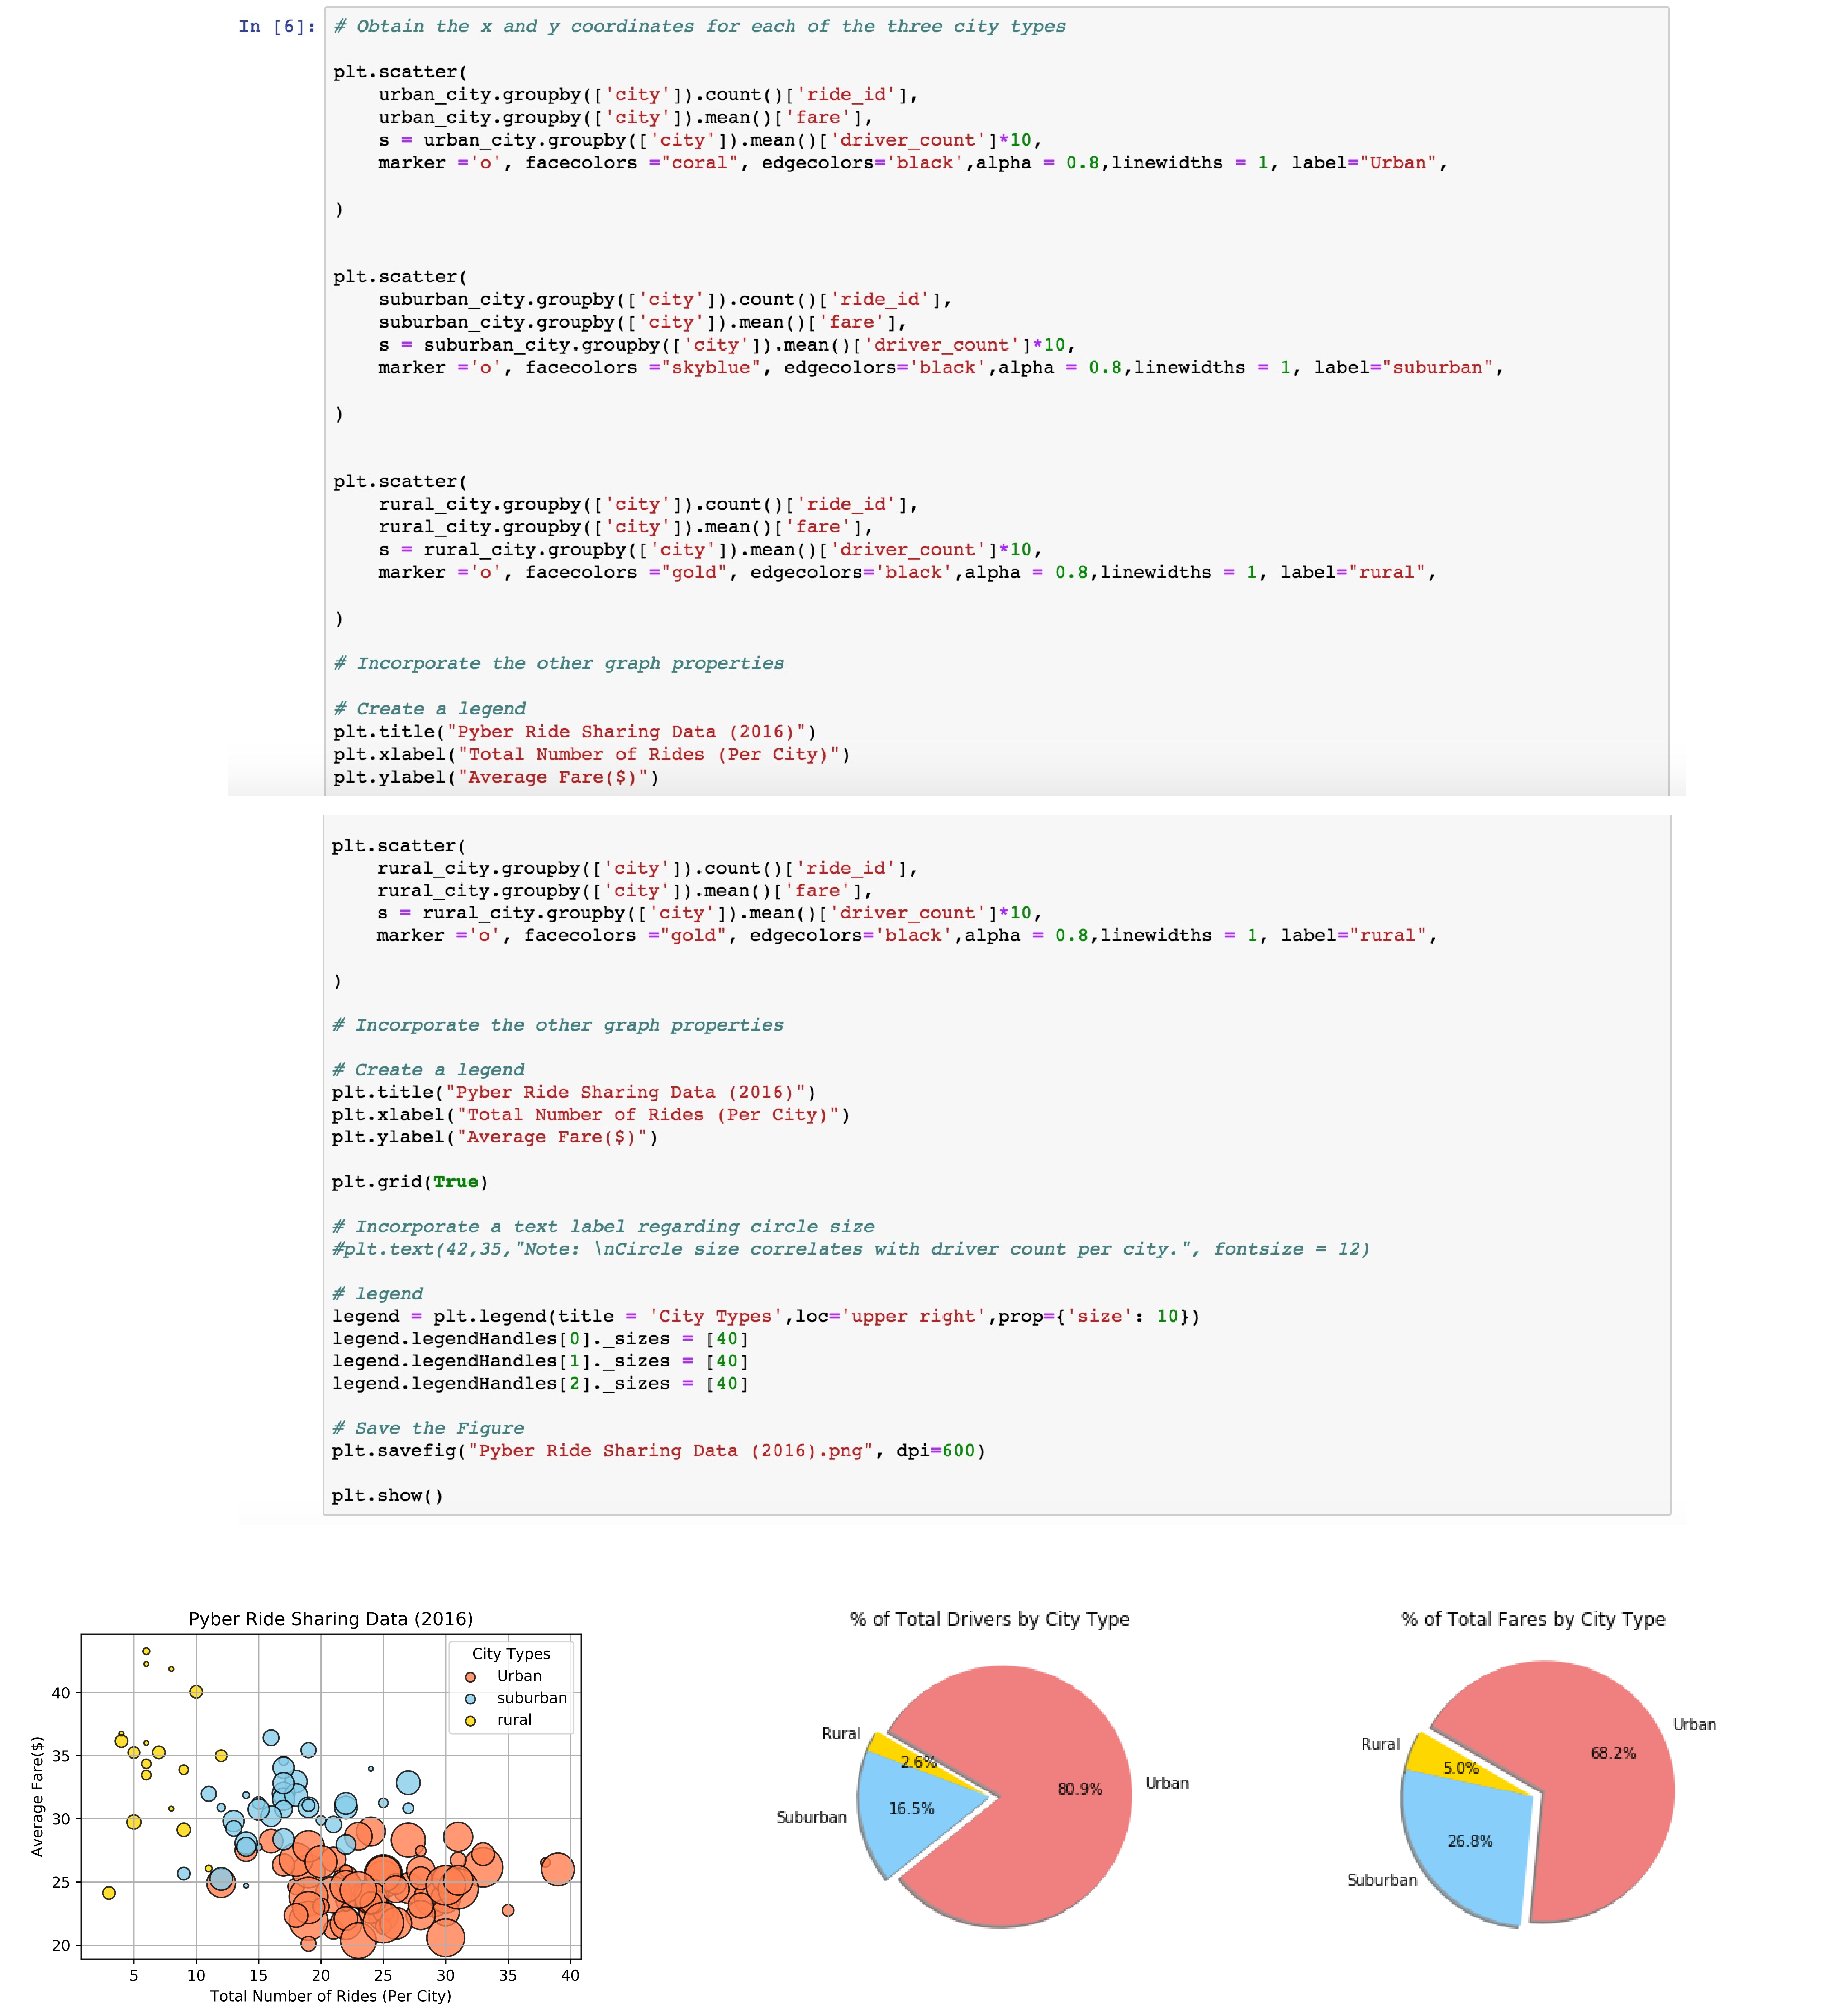 In [6]:
# Obtain the x and y coordinates for each of the three city types
plt.scatter(
urban_city.groupby(['city']).count()['ride_id'],
urban_city.groupby(['city']).mean()['fare'],
s = urban_city.groupby(['city']).mean()['driver_count']*10,
marker ='o', facecolors ="coral", edgecolors='black',alpha = 0.8,linewidths = 1, label="Urban",
)
plt.scatter(
suburban_city.groupby(['city']).count()['ride_id'],
suburban_city.groupby(['city']).mean()['fare'],
s = suburban_city.groupby(['city']).mean()['driver_count']*10,
marker ='o', facecolors ="skyblue", edgecolors='black',alpha = 0.8,linewidths = 1, label="suburban",
)
plt.scatter(
rural_city.groupby(['city']).count()['ride_id'],
rural_city.groupby(['city']).mean()['fare'],
s = rural_city.groupby(['city']).mean()['driver_count']*10,
marker ='o', facecolors ="gold", edgecolors='black',alpha = 0.8,linewidths = 1, label="rural",
)
# Incorporate the other graph properties
# Create a legend
plt.title("Pyber Ride Sharing Data (2016)")
plt.xlabel("Total Number of Rides (Per City)")
plt.ylabel("Average Fare($)")
plt.scatter(
rural_city.groupby(['city']).count()['ride_id'],
rural_city.groupby(['city']).mean()['fare'],
s = rural_city.groupby(['city']).mean()['driver_count']*10,
marker ='o', facecolors ="gold", edgecolors='black',alpha = 0.8,linewidths = 1, label="rural",
)
# Incorporate the other graph properties
# Create a legend
plt.title("Pyber Ride Sharing Data (2016)")
plt.xlabel("Total Number of Rides (Per City)")
plt.ylabel("Average Fare($)")
plt.grid(True)
# Incorporate a text label regarding circle size
#plt.text(42,35,"Note: \nCircle size correlates with driver count per city.", fontsize = 12)
# legend
legend = plt.legend(title = 'City Types',loc='upper right',prop={'size': 10})
legend.legendHandles[0]._sizes = [40]
legend.legendHandles[1]._sizes = [40]
legend.legendHandles[2]._sizes = [40]
# Save the Figure
plt.savefig("Pyber Ride Sharing Data (2016).png", dpi=600)
plt.show()
Pyber Ride Sharing Data (2016)
City Types
Urban
suburban
rural
Average Fare($)
40
35
30
25
20
5 10 15 20 25 30 35 40
Total Number of Rides (Per City)
% of Total Drivers by City Type
Rural
2.6%
Urban
80.9%
Suburban
16.5%
% of Total Fares by City Type
Urban
68.2%
Rural
5.0%
Suburban
26.8%